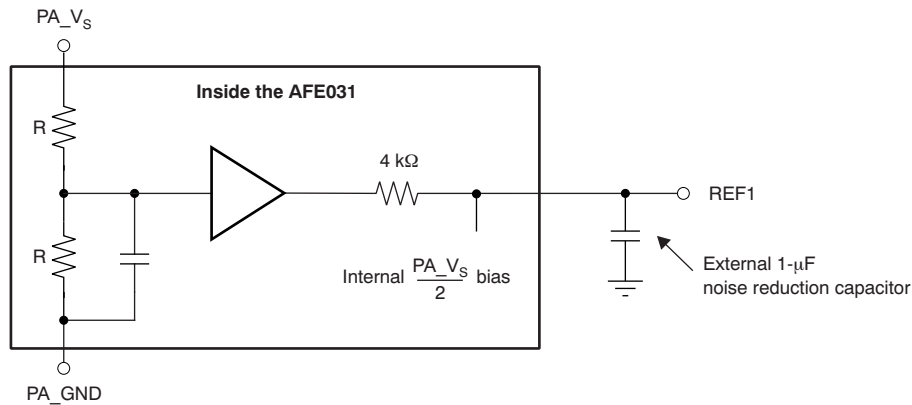 PA_VS
Inside the AFE031
R
4 kΩ
REF1
R
Internal PA_VS/2 bias
External 1-μF
noise reduction capacitor
PA_GND